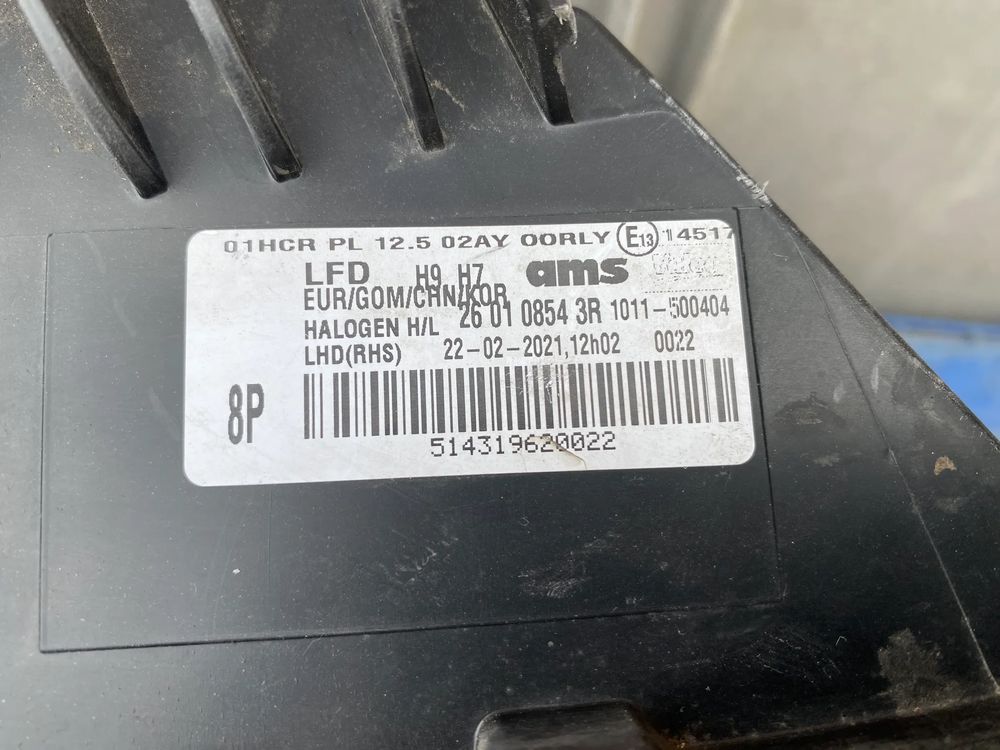 01HCR PL 12.5 02AY 00RLY E13 14517
LFD H9 H7 ams
EUR/GOM/CHN/KOR
HALOGEN H/L 26 01 0854 3R 1011-500404
LHD(RHS) 22-02-2021,12h02 0022
8P
514319620022